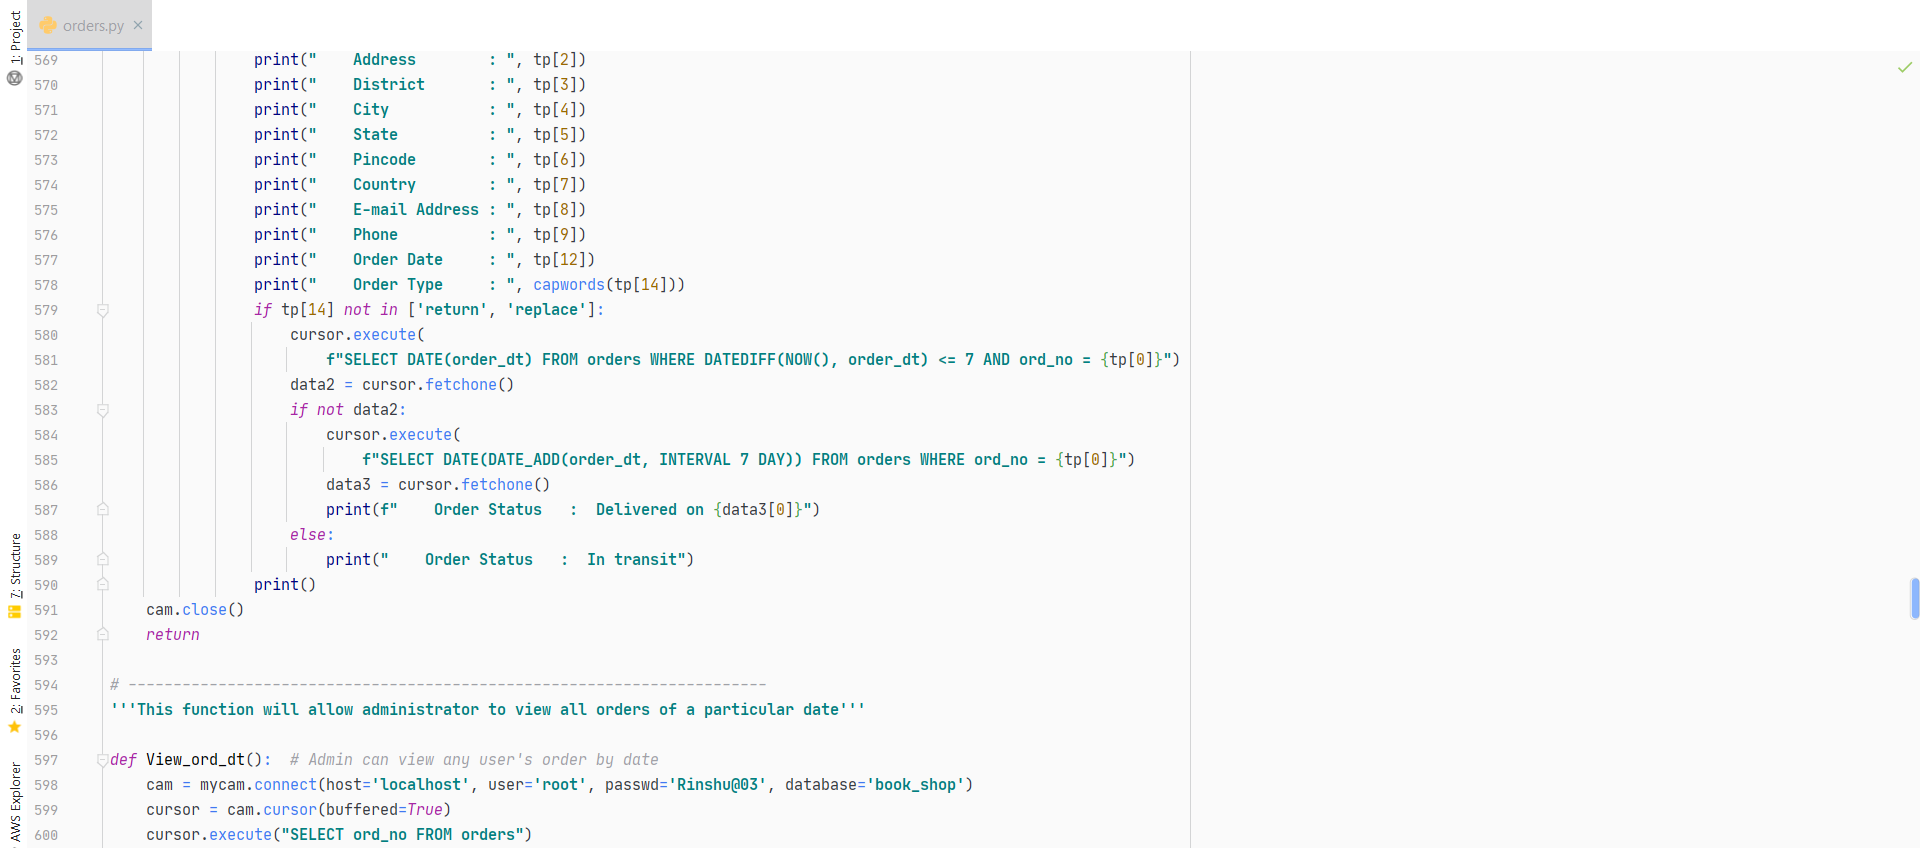 1: Project
orders.py
569 print("    Address        : ", tp[2])
570 print("    District       : ", tp[3])
571 print("    City           : ", tp[4])
572 print("    State          : ", tp[5])
573 print("    Pincode        : ", tp[6])
574 print("    Country        : ", tp[7])
575 print("    E-mail Address : ", tp[8])
576 print("    Phone          : ", tp[9])
577 print("    Order Date     : ", tp[12])
578 print("    Order Type     : ", capwords(tp[14]))
579 if tp[14] not in ['return', 'replace']:
580 cursor.execute(
581 f"SELECT DATE(order_dt) FROM orders WHERE DATEDIFF(NOW(), order_dt) <= 7 AND ord_no = {tp[0]}")
582 data2 = cursor.fetchone()
583 if not data2:
584 cursor.execute(
585 f"SELECT DATE(DATE_ADD(order_dt, INTERVAL 7 DAY)) FROM orders WHERE ord_no = {tp[0]}")
586 data3 = cursor.fetchone()
587 print(f"    Order Status   :  Delivered on {data3[0]}")
588 else:
589 print("    Order Status   :  In transit")
590 print()
591 cam.close()
592 return
593
594 # -----------------------------------------------------------------------
595 '''This function will allow administrator to view all orders of a particular date'''
596
597 def View_ord_dt():  # Admin can view any user's order by date
598 cam = mycam.connect(host='localhost', user='root', passwd='Rinshu@03', database='book_shop')
599 cursor = cam.cursor(buffered=True)
600 cursor.execute("SELECT ord_no FROM orders")
7: Structure
2: Favorites
AWS Explorer